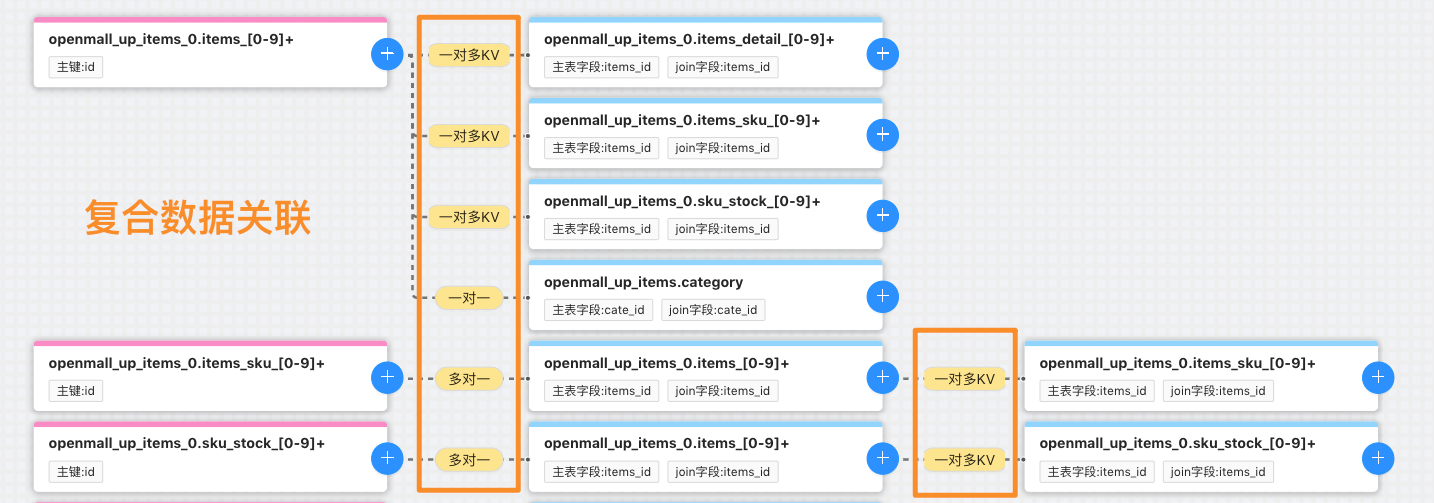 openmall_up_items_0.items_[0-9]+
主键:id
一对多KV
openmall_up_items_0.items_detail_[0-9]+
主表字段:items_id join字段:items_id
一对多KV
openmall_up_items_0.items_sku_[0-9]+
主表字段:items_id join字段:items_id
复合数据关联
一对多KV
openmall_up_items_0.sku_stock_[0-9]+
主表字段:items_id join字段:items_id
一对一
openmall_up_items.category
主表字段:cate_id join字段:cate_id
openmall_up_items_0.items_sku_[0-9]+
主键:id
多对一
openmall_up_items_0.items_[0-9]+
主表字段:items_id join字段:items_id
一对多KV
openmall_up_items_0.items_sku_[0-9]+
主表字段:items_id join字段:items_id
openmall_up_items_0.sku_stock_[0-9]+
主键:id
多对一
openmall_up_items_0.items_[0-9]+
主表字段:items_id join字段:items_id
一对多KV
openmall_up_items_0.sku_stock_[0-9]+
主表字段:items_id join字段:items_id